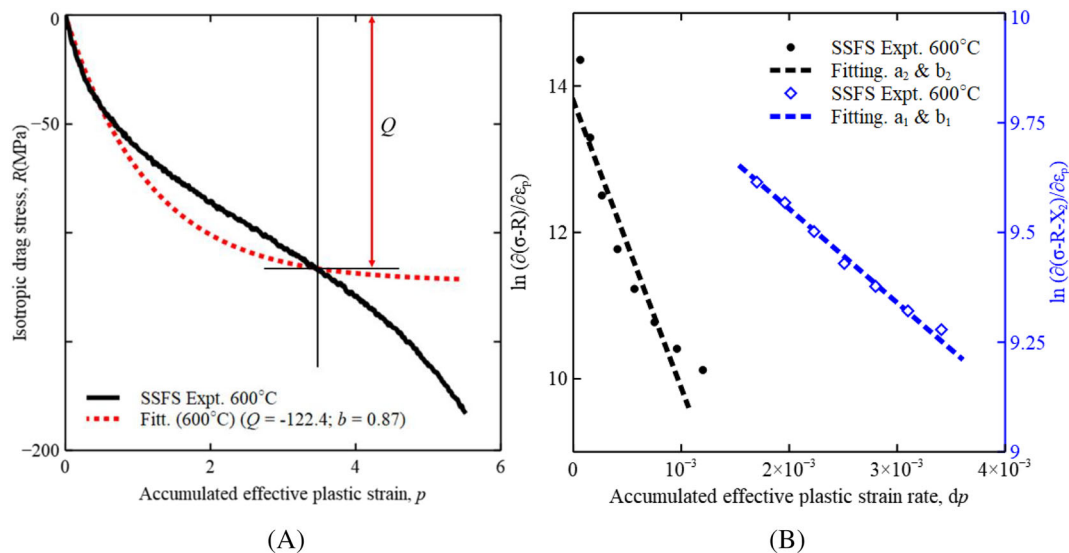 0
−50
−200
0
2
4
6
Isotropic drag stress, R(MPa)
Q
SSFS Expt. 600°C
Fitt. (600°C) (Q = -122.4; b = 0.87)
Accumulated effective plastic strain, p
(A)
14
12
10
ln (∂(σ-R)/∂ε_p)
SSFS Expt. 600°C
Fitting. a₂ & b₂
SSFS Expt. 600°C
Fitting. a₁ & b₁
10
9.75
9.5
9.25
9
ln (∂(σ-R-X₂)/∂ε_p)
0
10⁻³
2×10⁻³
3×10⁻³
4×10⁻³
Accumulated effective plastic strain rate, dp
(B)